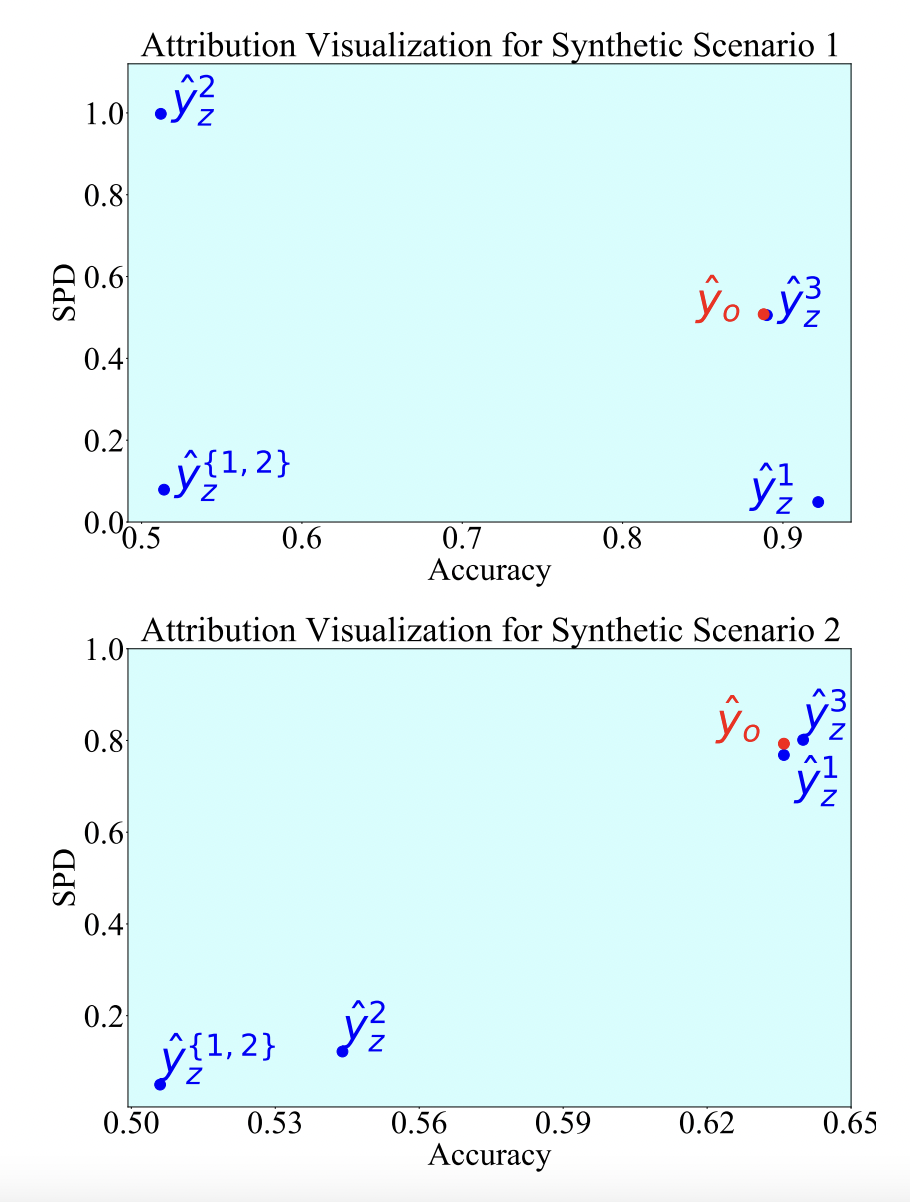 Attribution Visualization for Synthetic Scenario 1
ŷ_z^2
1.0
0.8
0.6
SPD
ŷ_o ŷ_z^3
0.4
0.2
ŷ_z^{1, 2}
ŷ_z^1
0.0
0.5 0.6 0.7 0.8 0.9
Accuracy
Attribution Visualization for Synthetic Scenario 2
1.0
ŷ_o ŷ_z^3
0.8
ŷ_z^1
0.6
SPD
0.4
0.2
ŷ_z^2
ŷ_z^{1, 2}
0.50 0.53 0.56 0.59 0.62 0.65
Accuracy